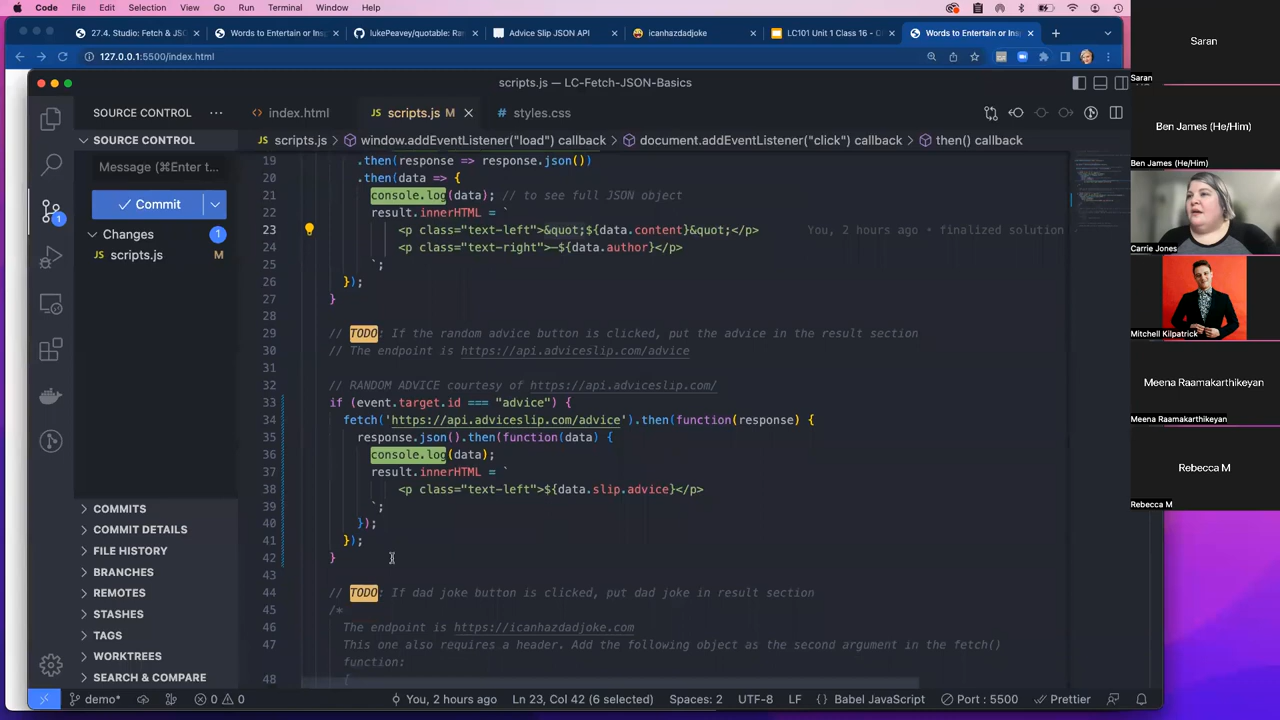 Code File Edit Selection View Go Run Terminal Window Help
27.4. Studio: Fetch & JS
Words to Entertain or Ins
lukePeavey/quotable: Ra
Advice Slip JSON API
icanhazdadjoke
LC101 Unit 1 Class 16 - G
Words to Entertain or Ins
127.0.0.1:5500/index.html
scripts.js — LC-Fetch-JSON-Basics
SOURCE CONTROL
index.html
scripts.js M
styles.css
SOURCE CONTROL
scripts.js > window.addEventListener("load") callback > document.addEventListener("click") callback > then() callback
Message (⌘Enter t...
Commit
Changes 1
scripts.js M
COMMITS
COMMIT DETAILS
FILE HISTORY
BRANCHES
REMOTES
STASHES
TAGS
WORKTREES
SEARCH & COMPARE
1
19 .then(response => response.json())
20 .then(data => {
21 console.log(data); // to see full JSON object
22 result.innerHTML = `
23 <p class="text-left">&quot;${data.content}&quot;</p> You, 2 hours ago • finalized solution
24 <p class="text-right">—${data.author}</p>
25 `;
26 });
27 }
28
29 // TODO: If the random advice button is clicked, put the advice in the result section
30 // The endpoint is https://api.adviceslip.com/advice
31
32 // RANDOM ADVICE courtesy of https://api.adviceslip.com/
33 if (event.target.id === "advice") {
34 fetch('https://api.adviceslip.com/advice').then(function(response) {
35 response.json().then(function(data) {
36 console.log(data);
37 result.innerHTML = `
38 <p class="text-left">${data.slip.advice}</p>
39 `;
40 });
41 });
42 }
43
44 // TODO: If dad joke button is clicked, put dad joke in result section
45 /*
46 The endpoint is https://icanhazdadjoke.com
47 This one also requires a header. Add the following object as the second argument in the fetch()
function:
48 {
demo* 0 0 You, 2 hours ago Ln 23, Col 42 (6 selected) Spaces: 2 UTF-8 LF Babel JavaScript Port : 5500 Prettier
Saran
Saran
Ben James (He/Him)
Ben James (He/Him)
Carrie Jones
Mitchell Kilpatrick
Meena Raamakarthikeyan
Meena Raamakarthikeyan
Rebecca M
Rebecca M